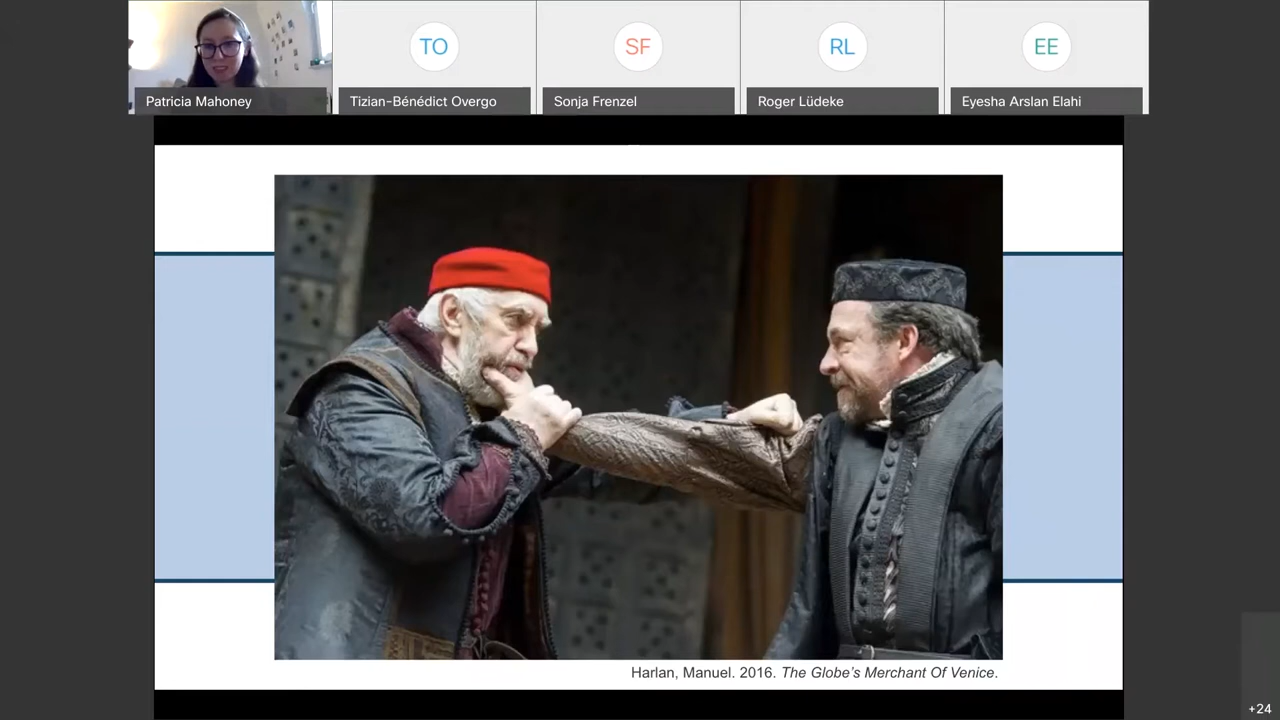 TO
SF
RL
EE
Patricia Mahoney
Tizian-Bénédict Overgo
Sonja Frenzel
Roger Lüdeke
Eyesha Arslan Elahi
Harlan, Manuel. 2016. The Globe's Merchant Of Venice.
+24